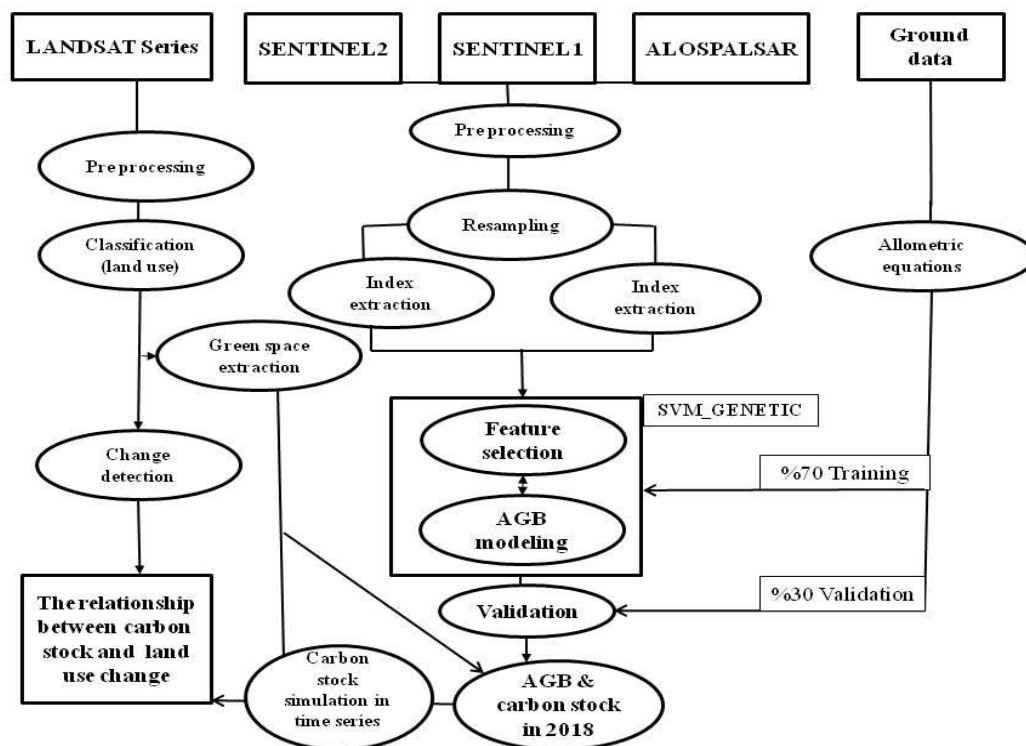 LANDSAT Series
SENTINEL2
SENTINEL1
ALOSPALSAR
Ground
data
Preprocessing
Preprocessing
Resampling
Classification
(land use)
Allometric
equations
Index
extraction
Index
extraction
Green space
extraction
SVM_GENETIC
Feature
selection
Change
detection
%70 Training
AGB
modeling
The relationship
between carbon
stock and land
use change
%30 Validation
Validation
Carbon
stock
simulation in
time series
AGB &
carbon stock
in 2018